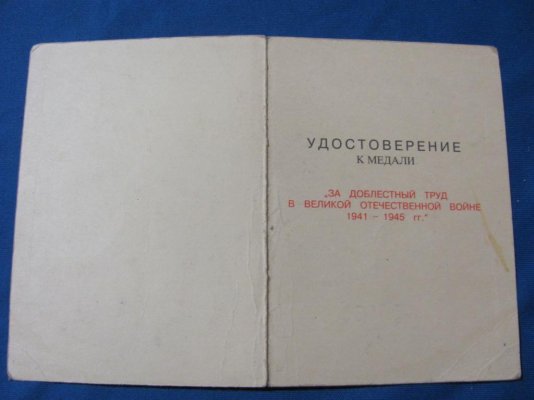 УДОСТОВЕРЕНИЕ
К МЕДАЛИ
„ЗА ДОБЛЕСТНЫЙ ТРУД
В ВЕЛИКОЙ ОТЕЧЕСТВЕННОЙ ВОЙНЕ
1941 – 1945 гг."